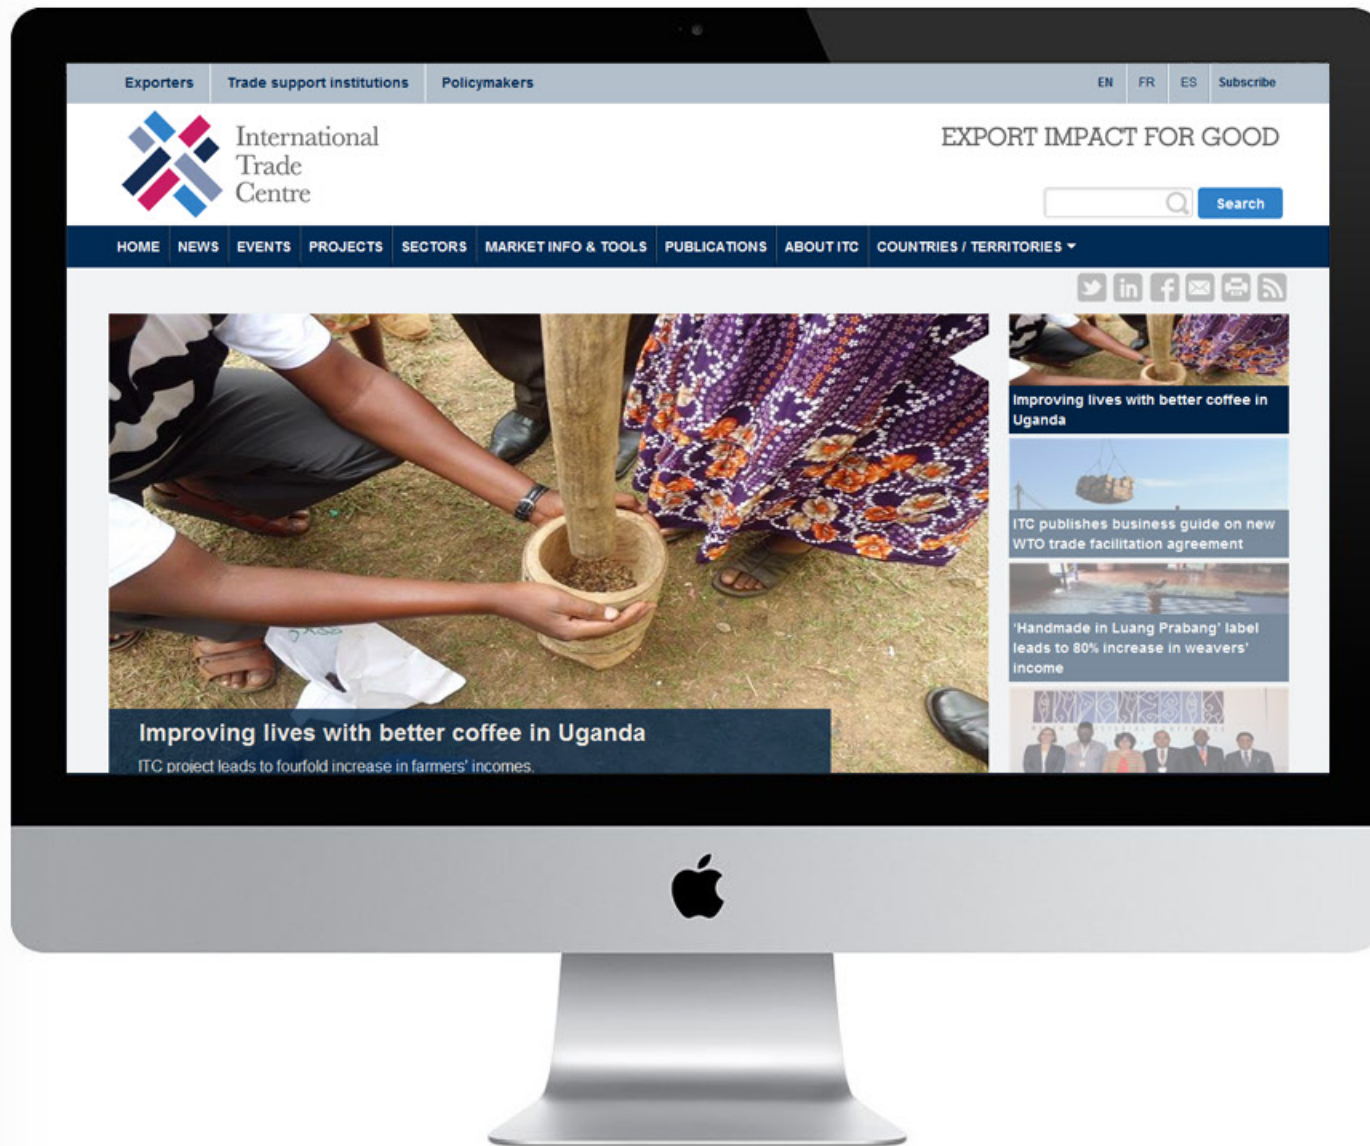 Exporters Trade support institutions Policymakers EN FR ES Subscribe
International
Trade
Centre
EXPORT IMPACT FOR GOOD
Search
HOME NEWS EVENTS PROJECTS SECTORS MARKET INFO & TOOLS PUBLICATIONS ABOUT ITC COUNTRIES / TERRITORIES
Improving lives with better coffee in Uganda
ITC project leads to fourfold increase in farmers' incomes.
Improving lives with better coffee in
Uganda
ITC publishes business guide on new
WTO trade facilitation agreement
‘Handmade in Luang Prabang’ label
leads to 80% increase in weavers’
income